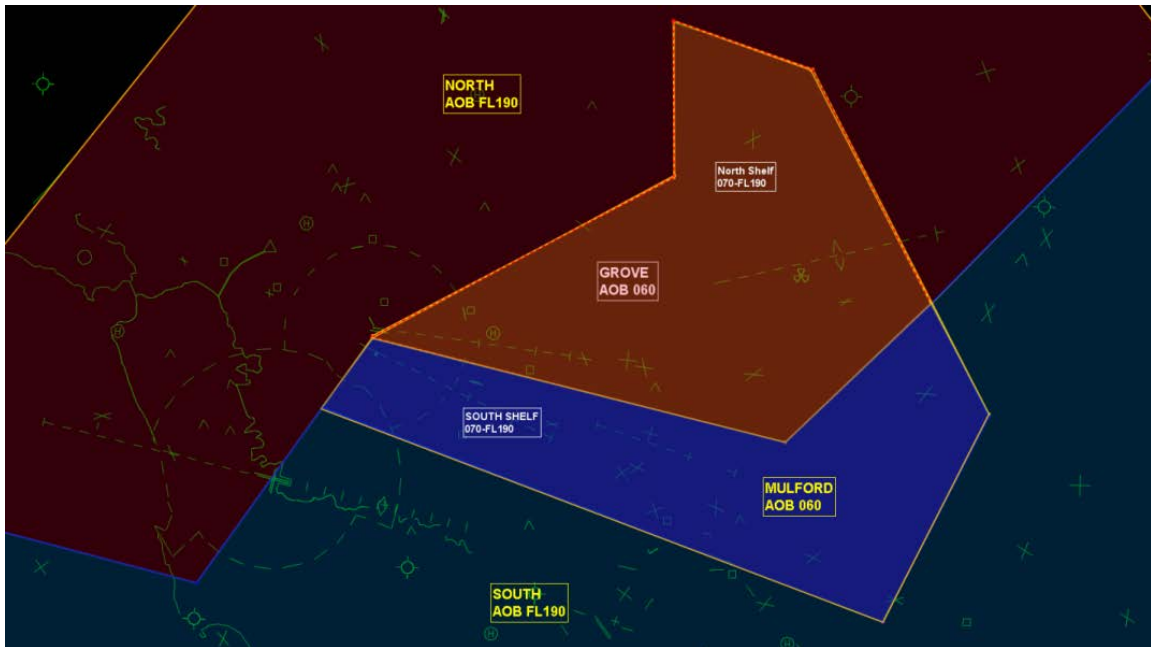 NORTH
AOB FL190
North Shelf
070-FL190
GROVE
AOB 060
SOUTH SHELF
070-FL190
MULFORD
AOB 060
SOUTH
AOB FL190